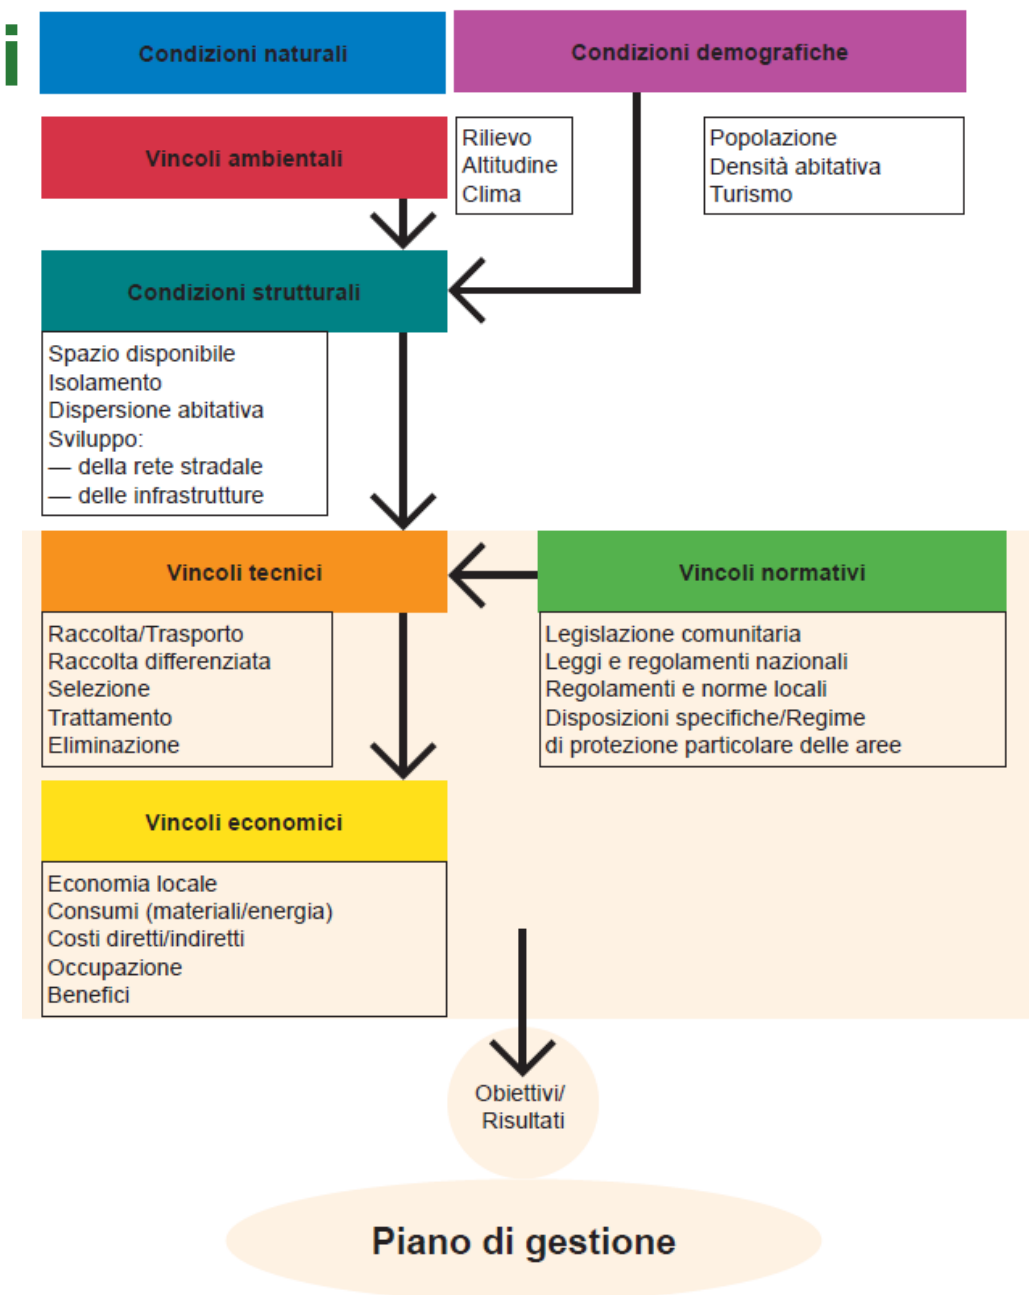 i
Condizioni naturali
Condizioni demografiche
Vincoli ambientali
Rilievo
Altitudine
Clima
Popolazione
Densità abitativa
Turismo
Condizioni strutturali
Spazio disponibile
Isolamento
Dispersione abitativa
Sviluppo:
— della rete stradale
— delle infrastrutture
Vincoli tecnici
Raccolta/Trasporto
Raccolta differenziata
Selezione
Trattamento
Eliminazione
Vincoli normativi
Legislazione comunitaria
Leggi e regolamenti nazionali
Regolamenti e norme locali
Disposizioni specifiche/Regime
di protezione particolare delle aree
Vincoli economici
Economia locale
Consumi (materiali/energia)
Costi diretti/indiretti
Occupazione
Benefici
Obiettivi/
Risultati
Piano di gestione